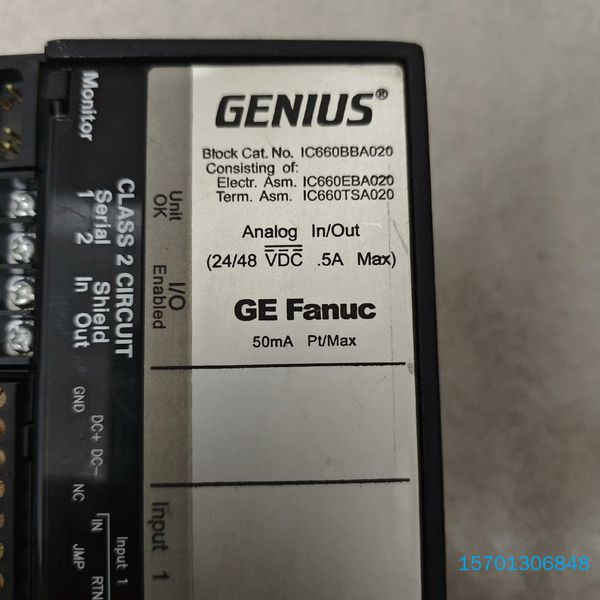 GENIUS®
Block Cat. No. IC660BBA020
Consisting of:
Electr. Asm. IC660EBA020
Term. Asm. IC660TSA020
Analog In/Out
(24/48 VDC .5A Max)
GE Fanuc
50mA Pt/Max
Unit
OK
I/O
Enabled
Input 1
Monitor
CLASS 2 CIRCUIT
Serial Shield
1 2 In Out
GND
DC+
DC-
NC
Input 1
IN
JMP
RTN
15701306848